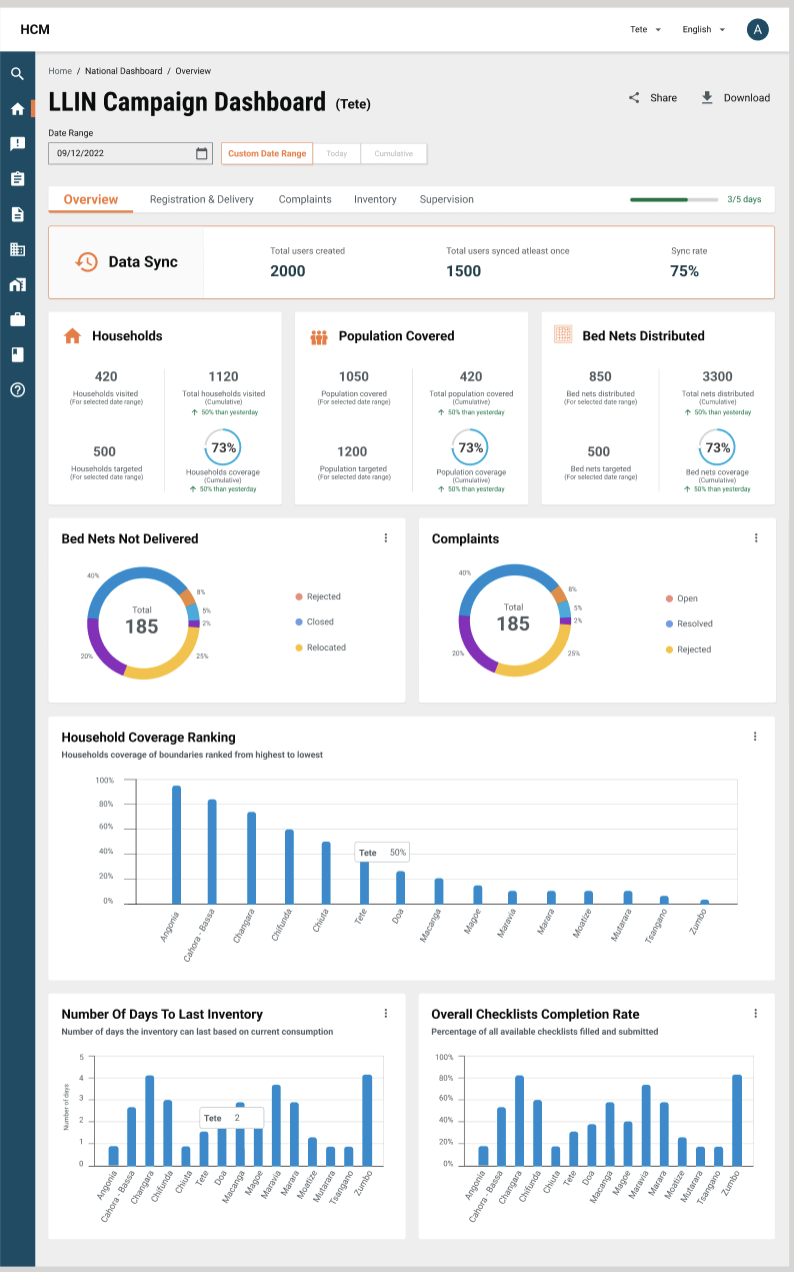 HCM
Tete
English
A
Home / National Dashboard / Overview
LLIN Campaign Dashboard (Tete)
Share
Download
Date Range
09/12/2022
Custom Date Range
Today
Cumulative
Overview
Registration & Delivery
Complaints
Inventory
Supervision
3/5 days
Data Sync
Total users created
2000
Total users synced atleast once
1500
Sync rate
75%
Households
420
Households visited
(For selected date range)
1120
Total households visited
(Cumulative)
50% than yesterday
500
Households targeted
(For selected date range)
73%
Households coverage
(Cumulative)
50% than yesterday
Population Covered
1050
Population covered
(For selected date range)
420
Total population covered
(Cumulative)
50% than yesterday
1200
Population targeted
(For selected date range)
73%
Population coverage
(Cumulative)
50% than yesterday
Bed Nets Distributed
850
Bed nets distributed
(For selected date range)
3300
Total nets distributed
(Cumulative)
50% than yesterday
500
Bed nets targeted
(For selected date range)
73%
Bed nets coverage
(Cumulative)
50% than yesterday
Bed Nets Not Delivered
40%
8%
5%
2%
25%
20%
Total
185
Rejected
Closed
Relocated
Complaints
40%
8%
5%
2%
25%
20%
Total
185
Open
Resolved
Rejected
Household Coverage Ranking
Households coverage of boundaries ranked from highest to lowest
100%
80%
60%
40%
20%
0%
Tete 50%
Angonia
Cahora - Bassa
Changara
Chifunda
Chiuta
Tete
Doa
Macanga
Magoe
Maravia
Marara
Moatize
Mutarara
Tsangano
Zumbo
Number Of Days To Last Inventory
Number of days the inventory can last based on current consumption
Number of days
5
4
3
2
1
0
Tete 2
Angonia
Cahora - Bassa
Changara
Chifunda
Chiuta
Tete
Doa
Macanga
Magoe
Maravia
Marara
Moatize
Mutarara
Tsangano
Zumbo
Overall Checklists Completion Rate
Percentage of all available checklists filled and submitted
100%
80%
60%
40%
20%
0%
Angonia
Cahora - Bassa
Changara
Chifunda
Chiuta
Tete
Doa
Macanga
Magoe
Maravia
Marara
Moatize
Mutarara
Tsangano
Zumbo